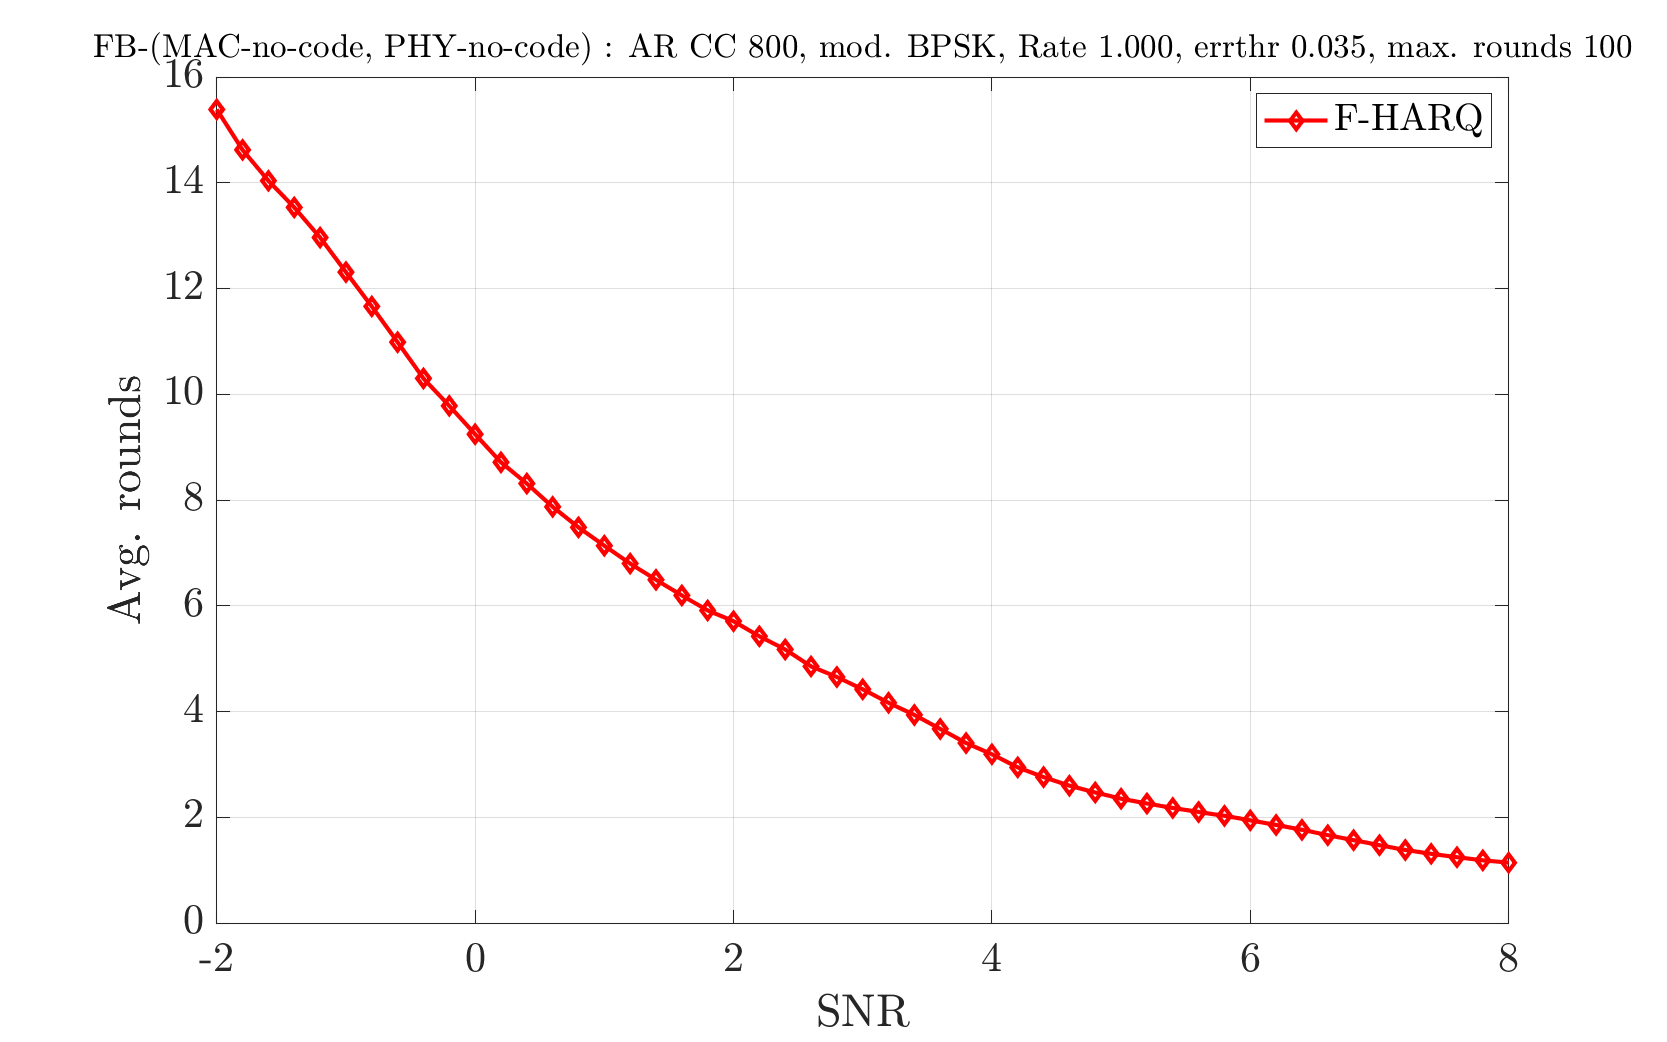 FB-(MAC-no-code, PHY-no-code) : AR CC 800, mod. BPSK, Rate 1.000, errthr 0.035, max. rounds 100
F-HARQ
16
14
12
10
8
6
4
2
0
Avg. rounds
-2 0 2 4 6 8
SNR